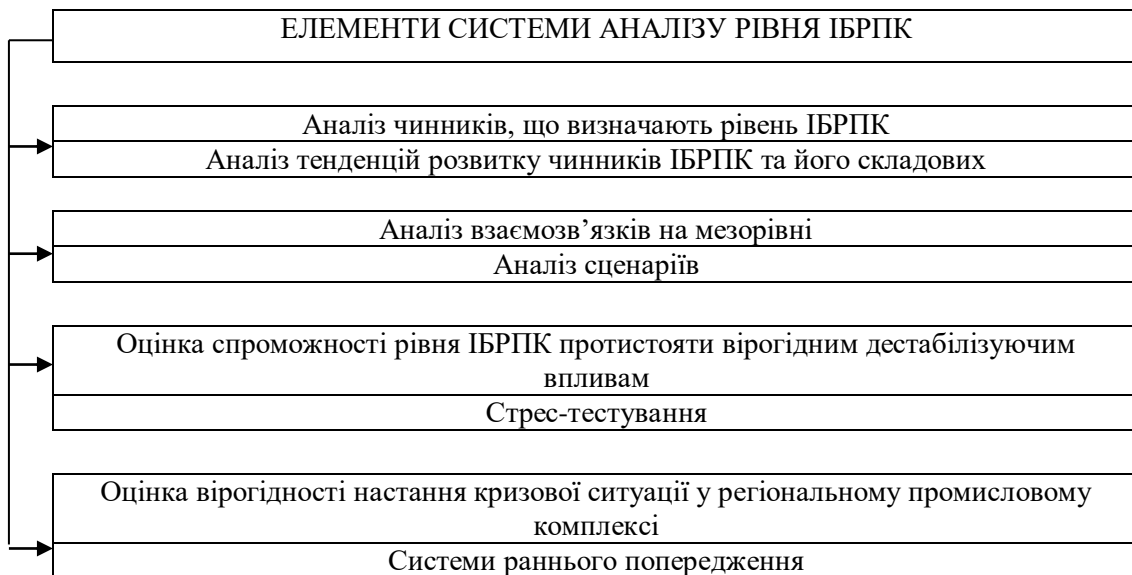 ЕЛЕМЕНТИ СИСТЕМИ АНАЛІЗУ РІВНЯ ІБРПК
Аналіз чинників, що визначають рівень ІБРПК
Аналіз тенденцій розвитку чинників ІБРПК та його складових
Аналіз взаємозв’язків на мезорівні
Аналіз сценаріїв
Оцінка спроможності рівня ІБРПК протистояти вірогідним дестабілізуючим
впливам
Стрес-тестування
Оцінка вірогідності настання кризової ситуації у регіональному промисловому
комплексі
Системи раннього попередження